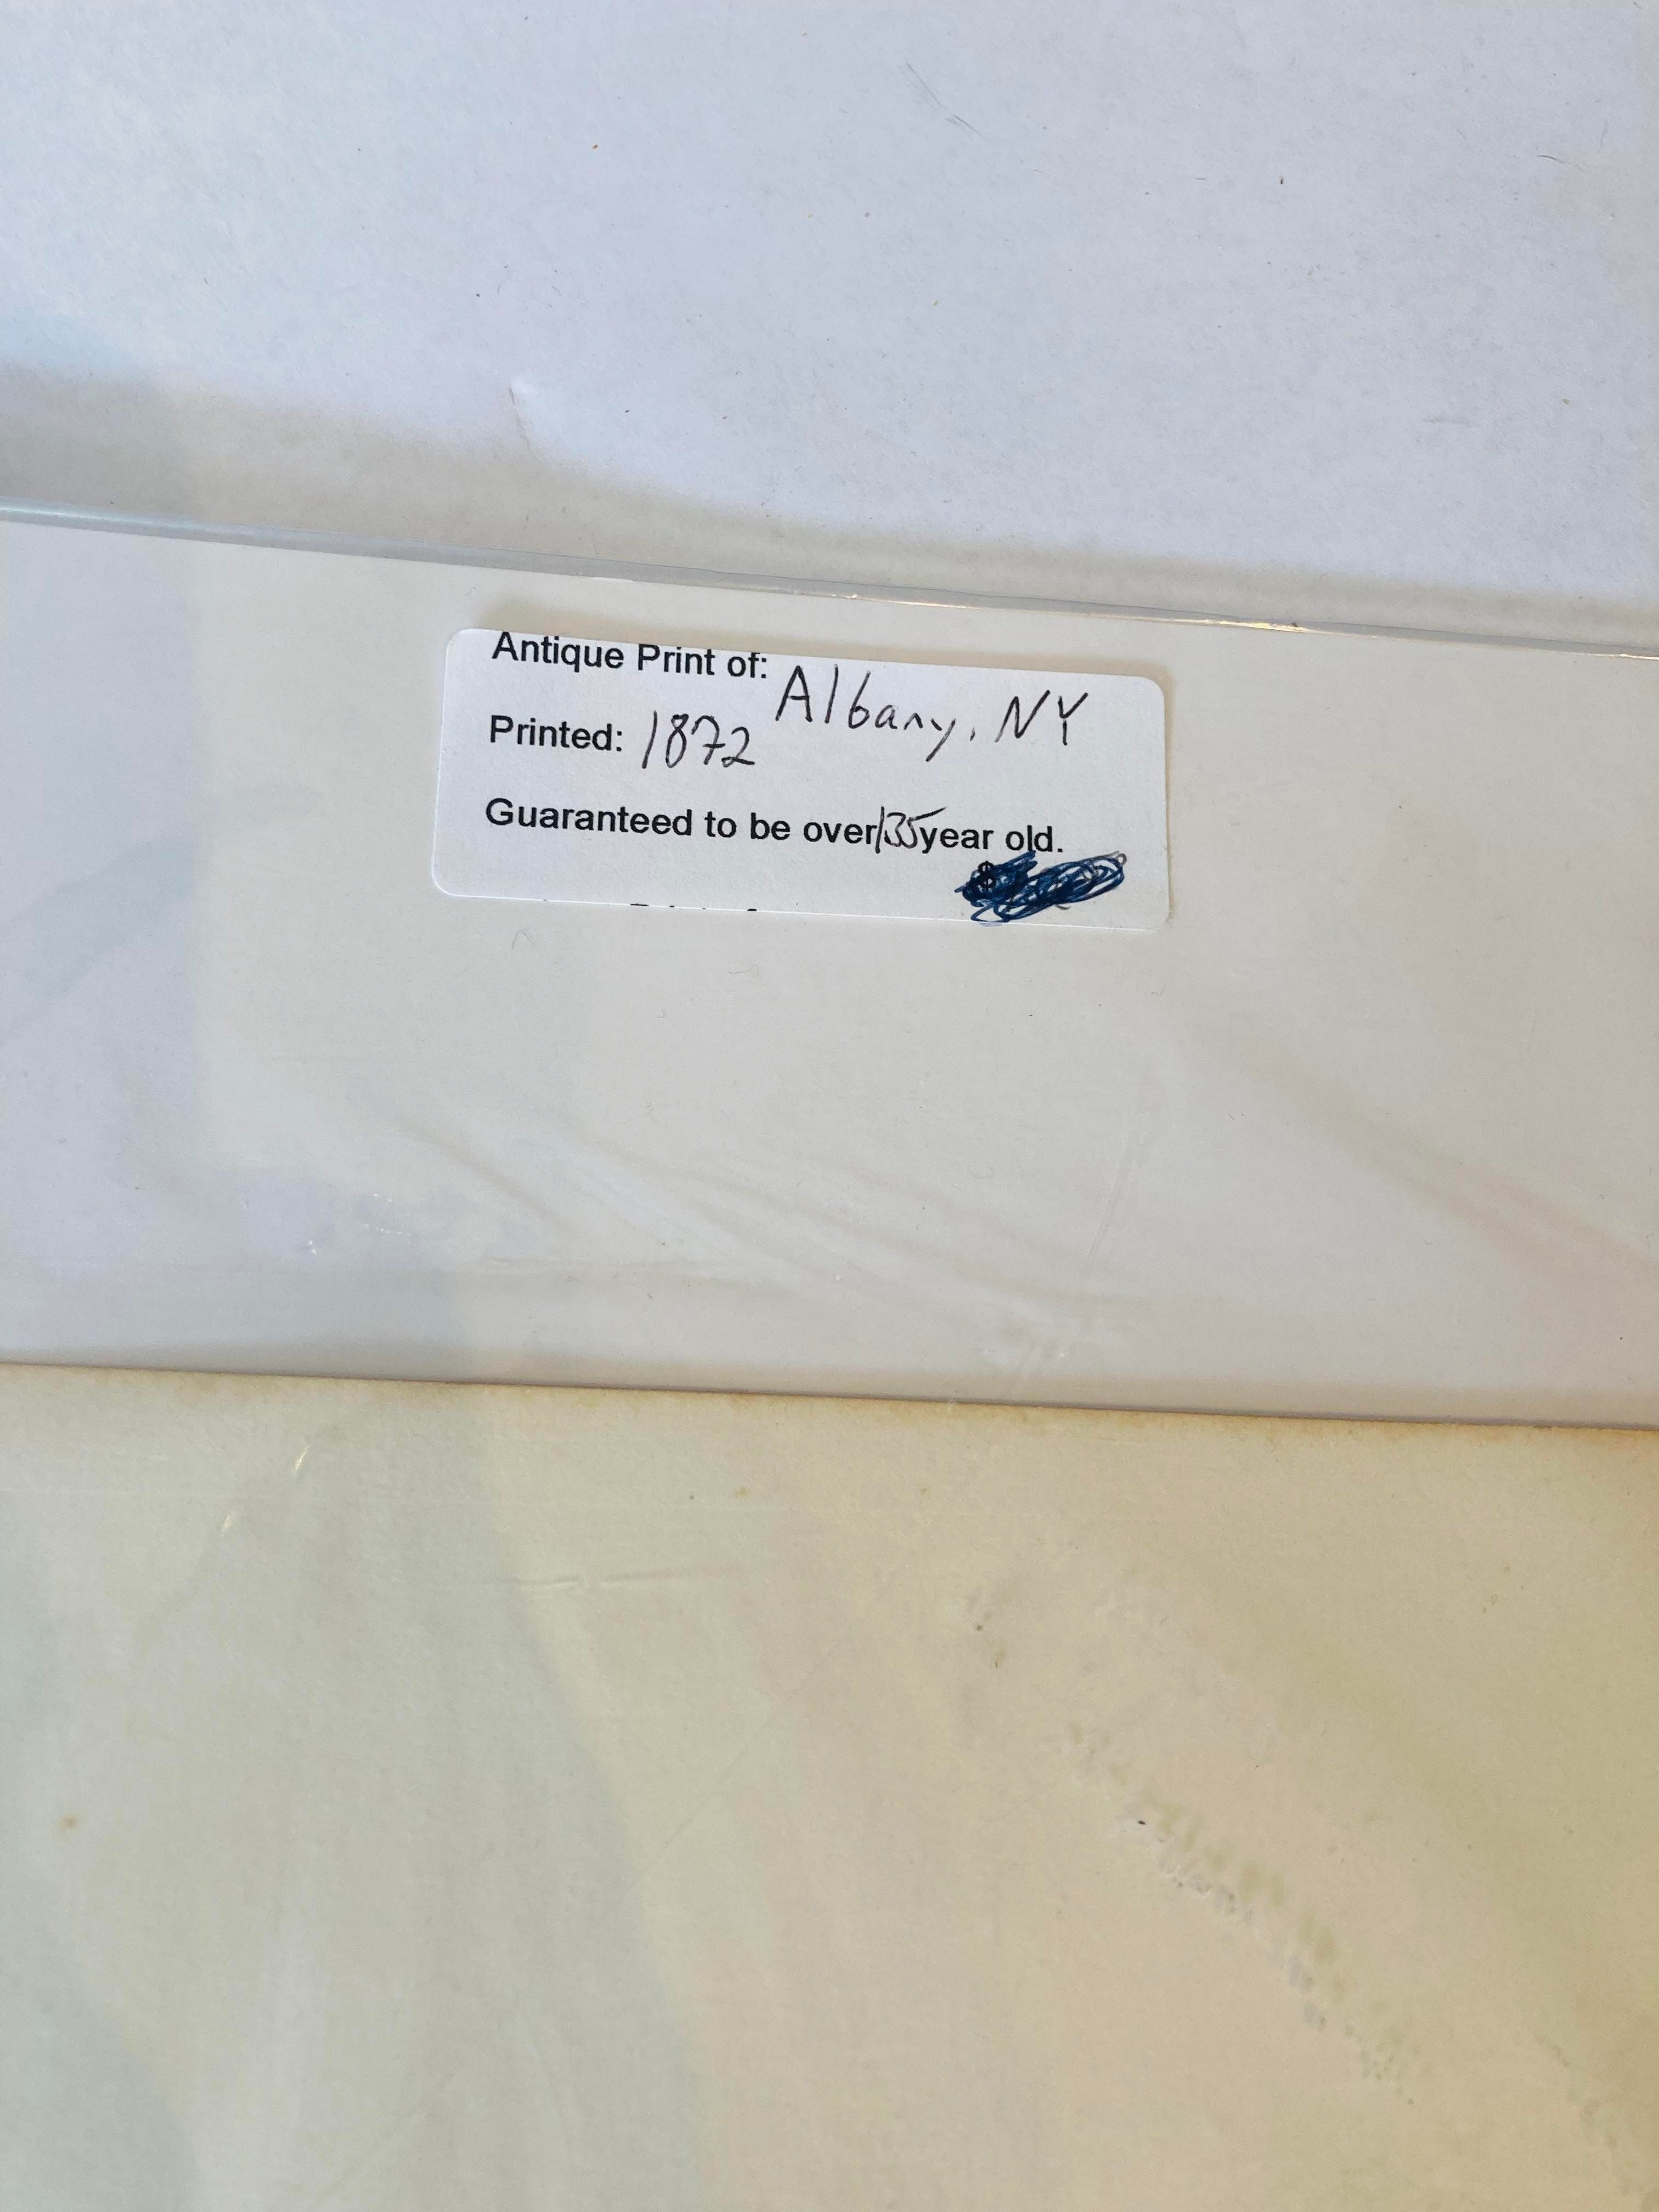 Antique Print of: Albany, NY
Printed: 1872
Guaranteed to be over 135 year old.
$